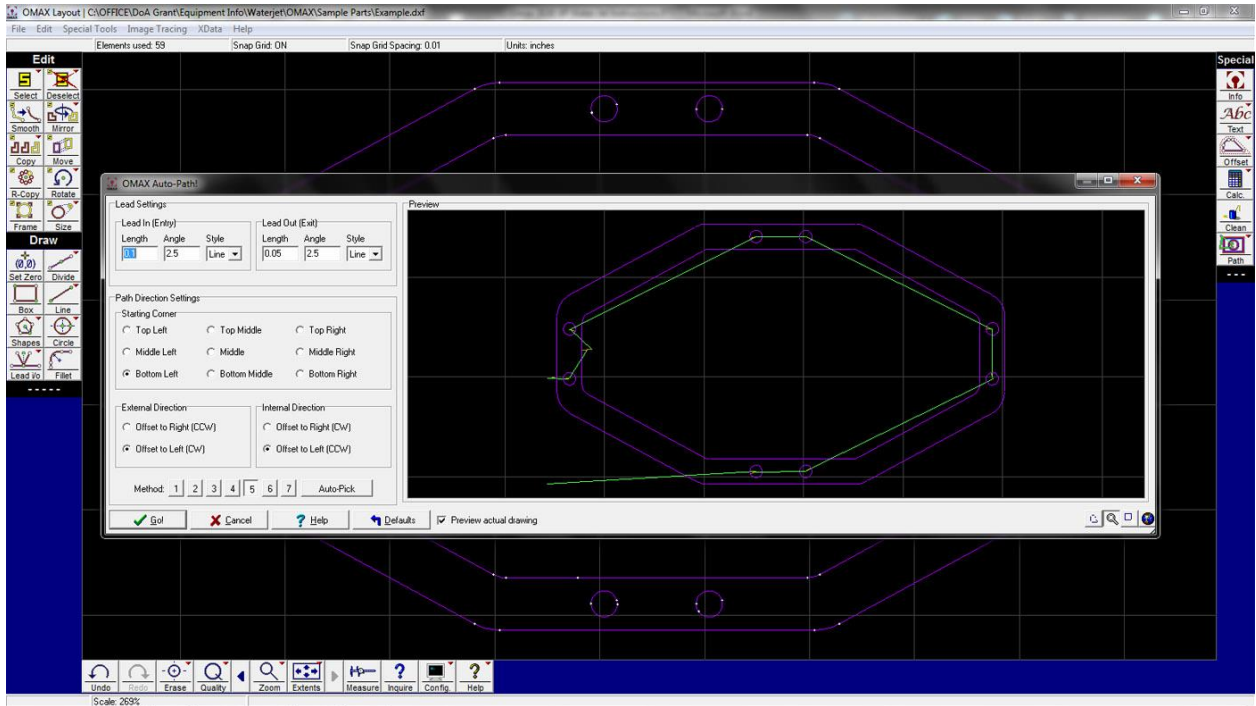 OMAX Layout | C:\OFFICE\DoA Grant\Equipment Info\Waterjet\OMAX\Sample Parts\Example.dxf
File Edit Special Tools Image Tracing XData Help
Elements used: 59 Snap Grid: ON Snap Grid Spacing: 0.01 Units: inches
Edit
Select Deselect
Smooth Mirror
Copy Move
R-Copy Rotate
Frame Size
Draw
(0,0)
Set Zero Divide
Box Line
Shapes Circle
Lead i/o Fillet
Special
Info
Abc
Text
Offset
Calc.
Clean
Path
OMAX Auto-Path!
Lead Settings
Lead In (Entry) Lead Out (Exit)
Length Angle Style Length Angle Style
0.1 2.5 Line 0.05 2.5 Line
Path Direction Settings
Starting Corner
Top Left Top Middle Top Right
Middle Left Middle Middle Right
Bottom Left Bottom Middle Bottom Right
External Direction Internal Direction
Offset to Right (CCW) Offset to Right (CW)
Offset to Left (CW) Offset to Left (CCW)
Method: 1 2 3 4 5 6 7 Auto-Pick
Preview
Go! Cancel ? Help Defaults Preview actual drawing
Undo Redo Erase Quality Zoom Extents Measure Inquire Config. Help
Scale: 269%